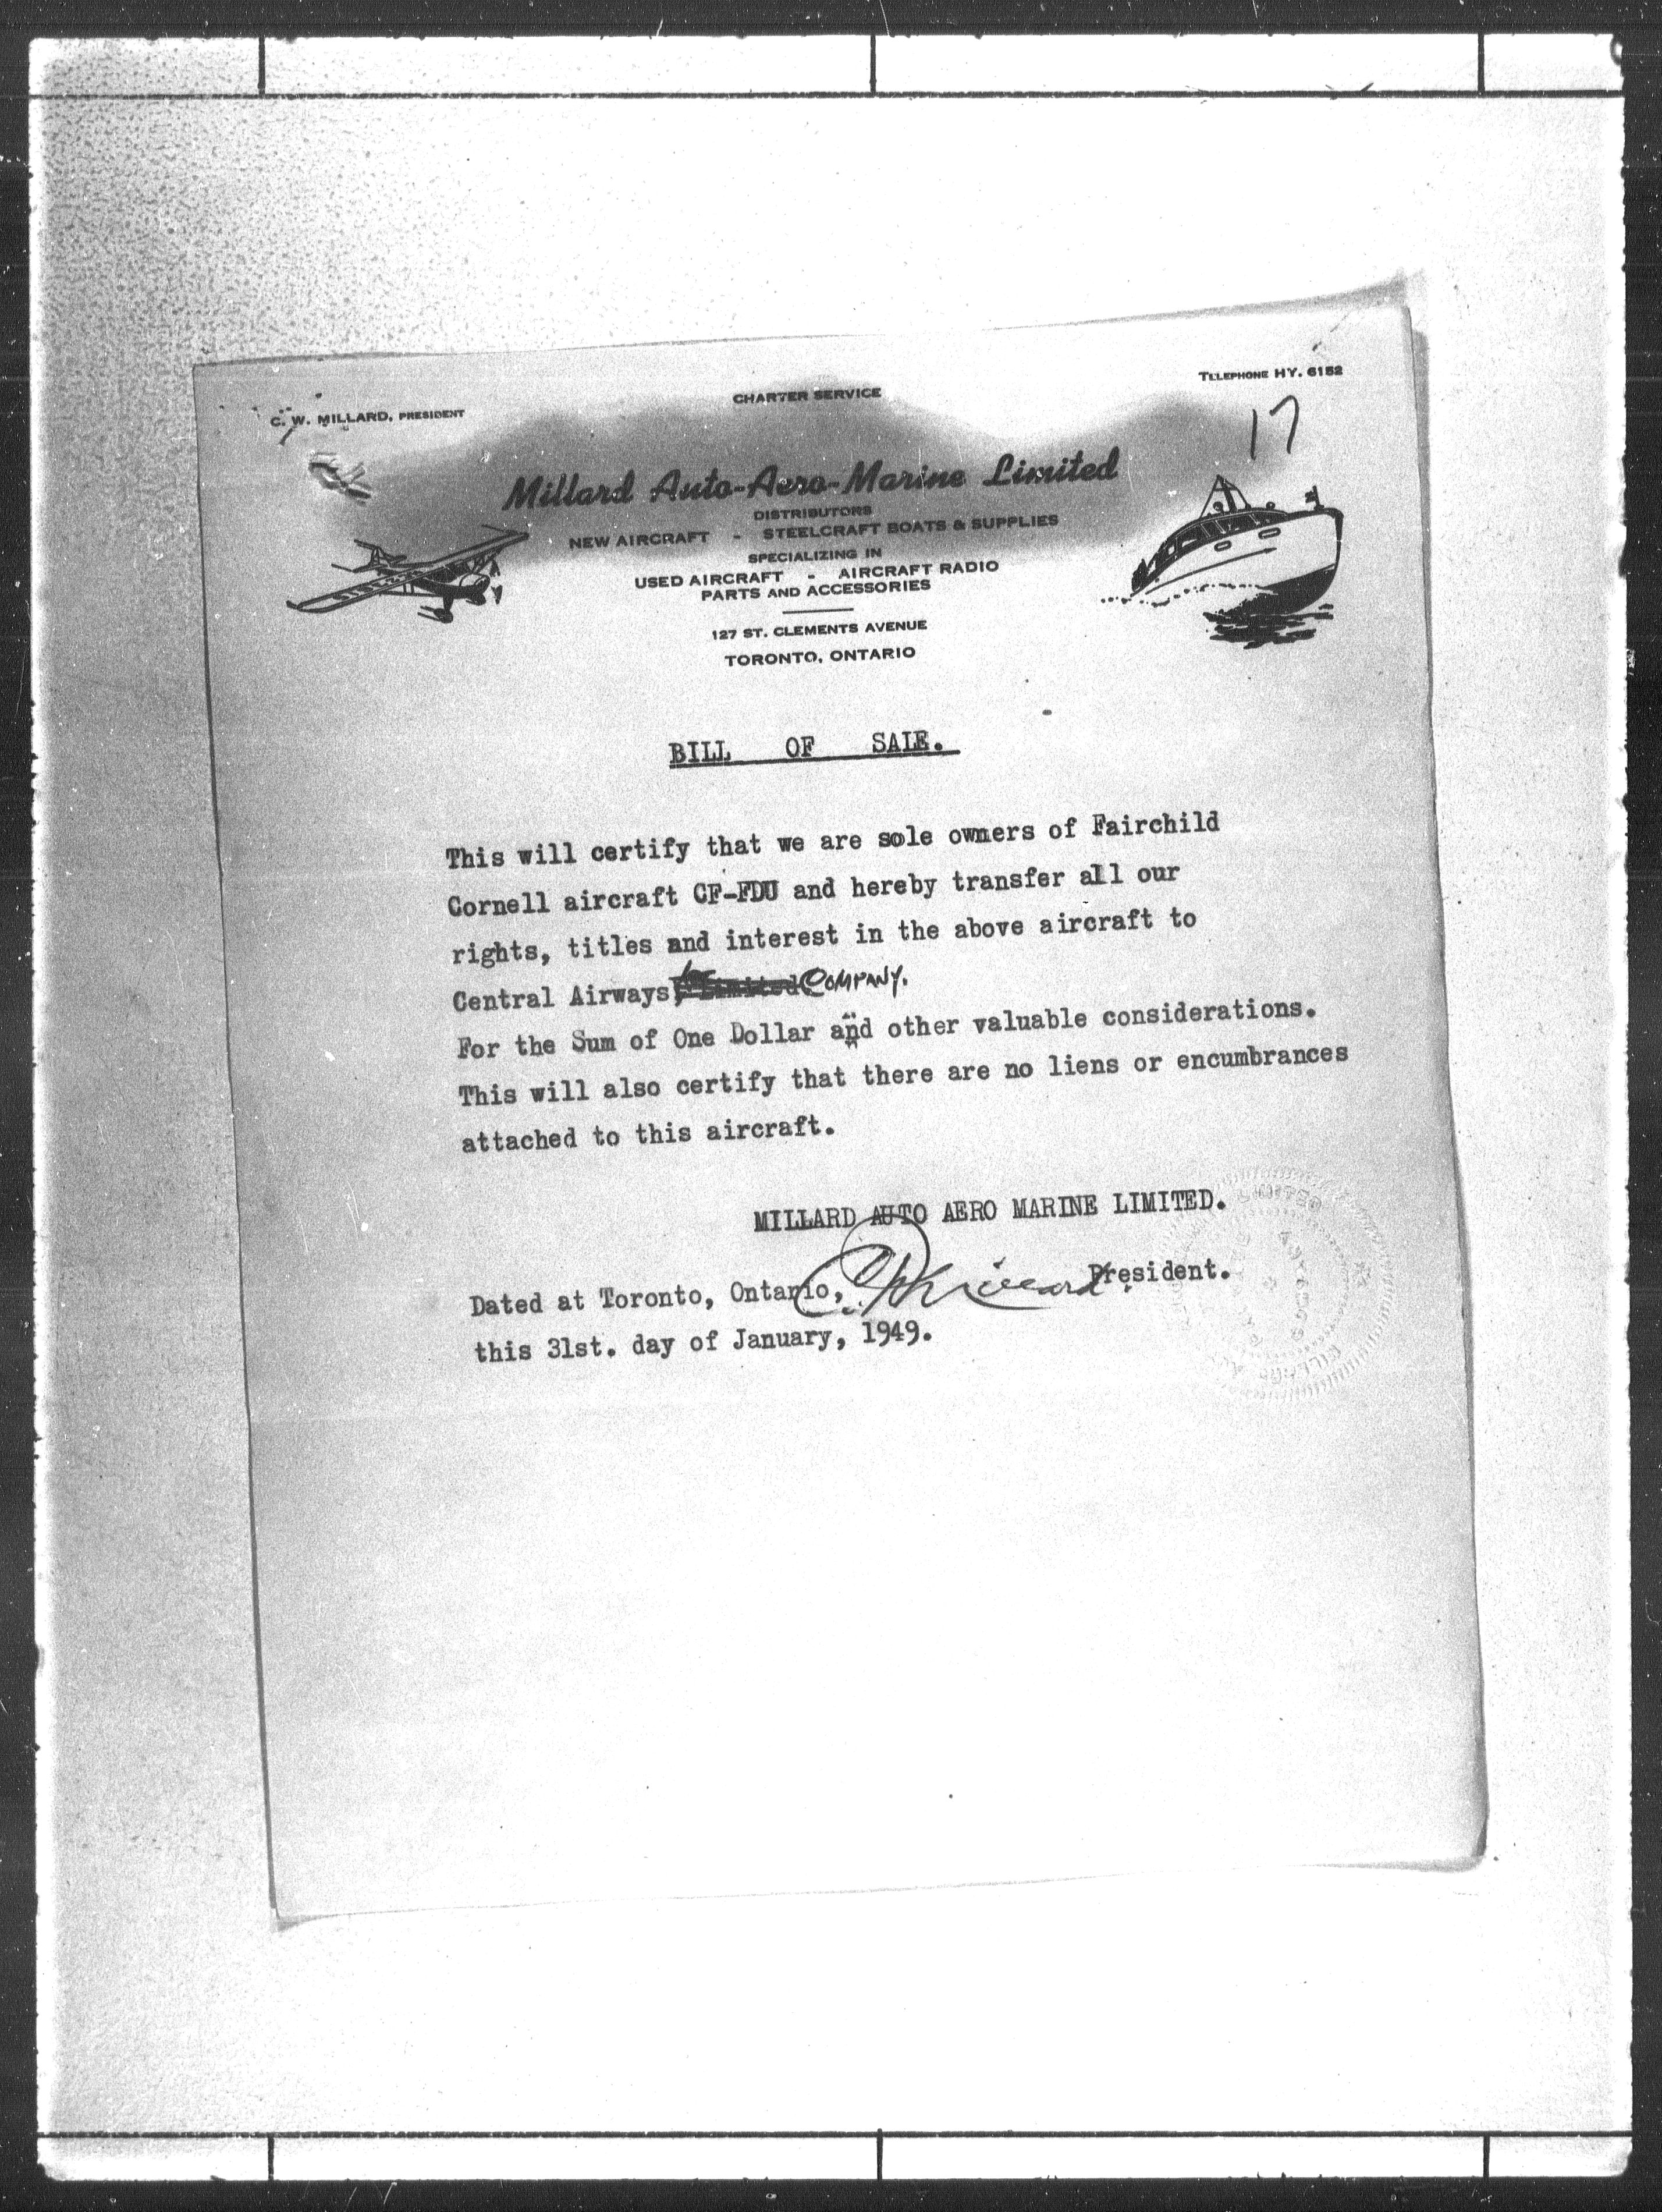 CHARTER SERVICE
TELEPHONE HY. 6152
C. W. MILLARD, PRESIDENT
17
Millard Auto-Aero-Marine Limited
DISTRIBUTORS
NEW AIRCRAFT - STEELCRAFT BOATS & SUPPLIES
SPECIALIZING IN
USED AIRCRAFT - AIRCRAFT RADIO
PARTS AND ACCESSORIES
127 ST. CLEMENTS AVENUE
TORONTO, ONTARIO
BILL OF SALE.
This will certify that we are sole owners of Fairchild
Cornell aircraft CF-FDU and hereby transfer all our
rights, titles and interest in the above aircraft to
Central Airways, Limited COMPANY.
For the Sum of One Dollar and other valuable considerations.
This will also certify that there are no liens or encumbrances
attached to this aircraft.
MILLARD AUTO AERO MARINE LIMITED.
C W Millard. President.
Dated at Toronto, Ontario,
this 31st. day of January, 1949.